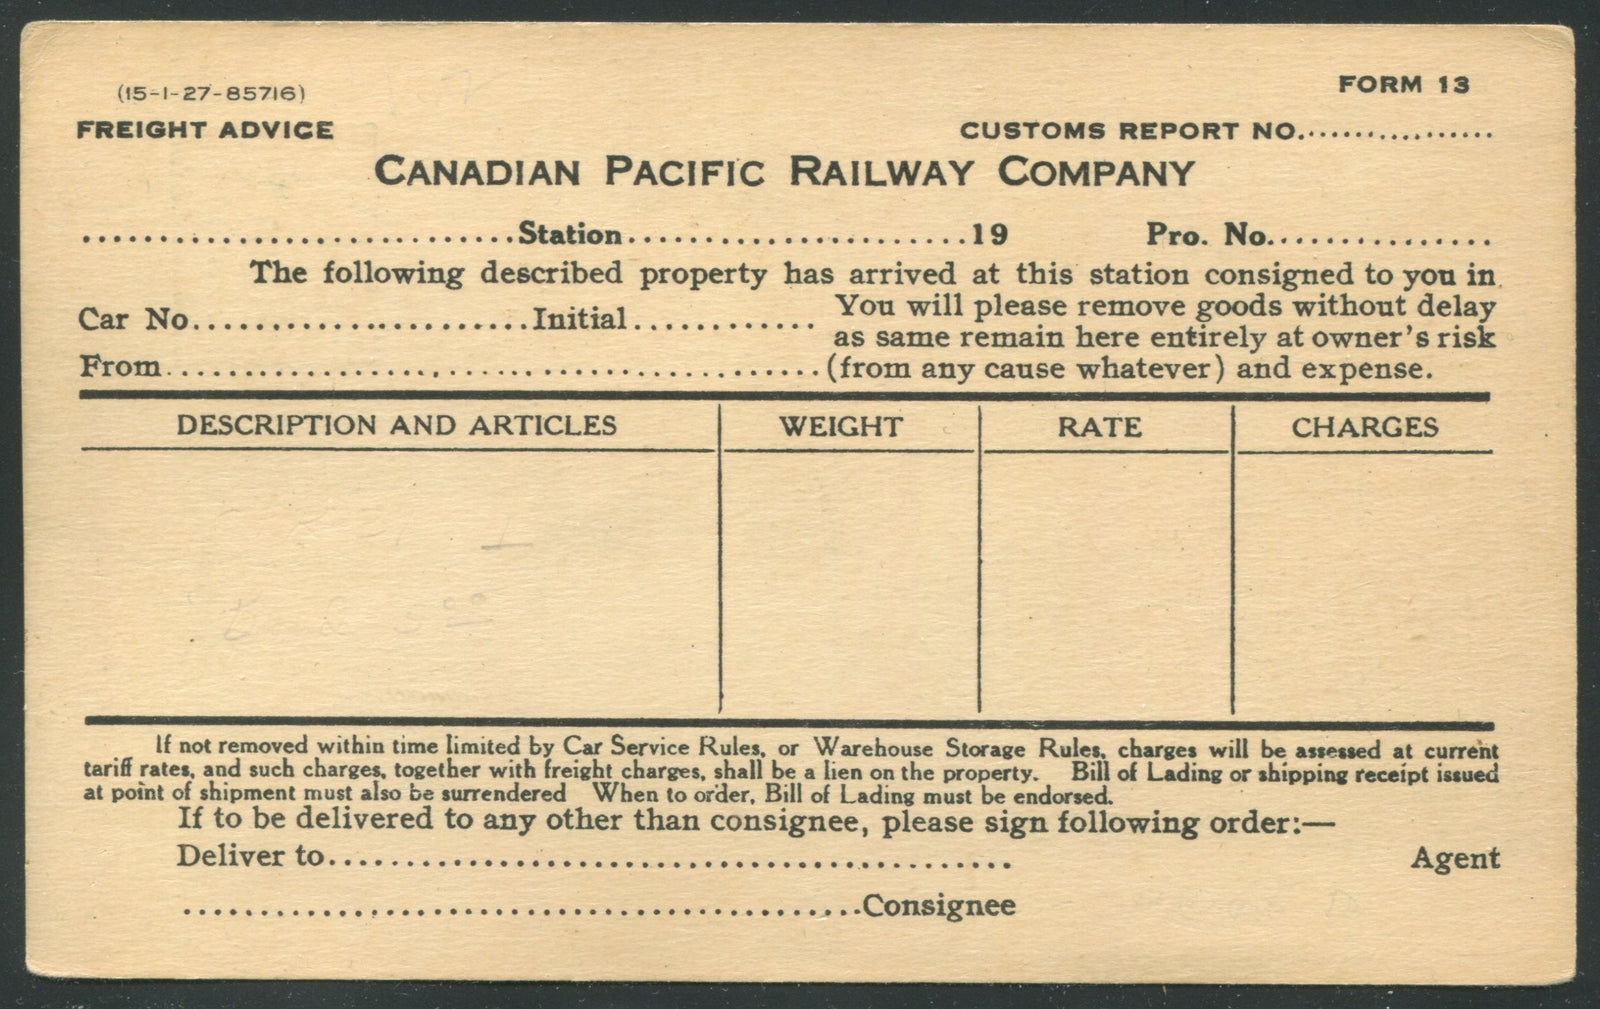 (15-1-27-85716)
FORM 13
FREIGHT ADVICE
CUSTOMS REPORT NO..................
CANADIAN PACIFIC RAILWAY COMPANY
............................Station......................19 Pro. No...............
The following described property has arrived at this station consigned to you in
Car No......................Initial............ You will please remove goods without delay
as same remain here entirely at owner's risk
From..........................................(from any cause whatever) and expense.
DESCRIPTION AND ARTICLES WEIGHT RATE CHARGES
If not removed within time limited by Car Service Rules, or Warehouse Storage Rules, charges will be assessed at current
tariff rates, and such charges, together with freight charges, shall be a lien on the property. Bill of Lading or shipping receipt issued
at point of shipment must also be surrendered When to order, Bill of Lading must be endorsed.
If to be delivered to any other than consignee, please sign following order:—
Deliver to............................................. Agent
............................................Consignee